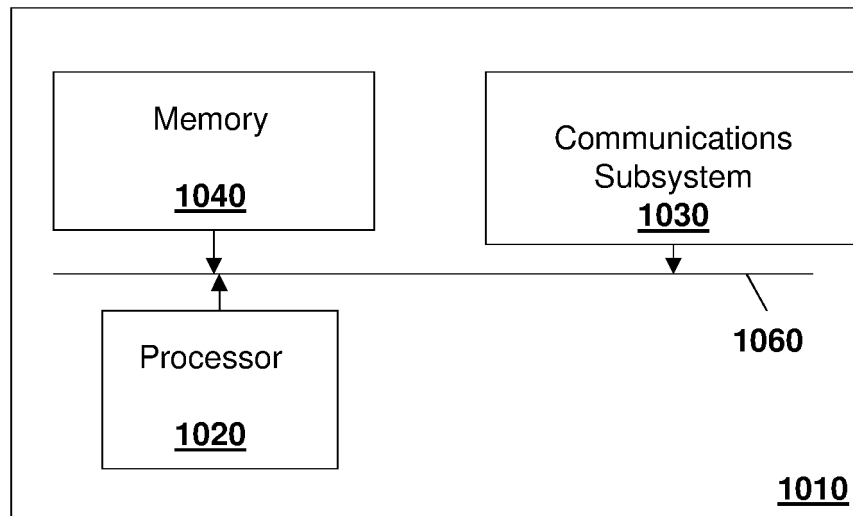 Memory
1040
Communications
Subsystem
1030
Processor
1020
1060
1010